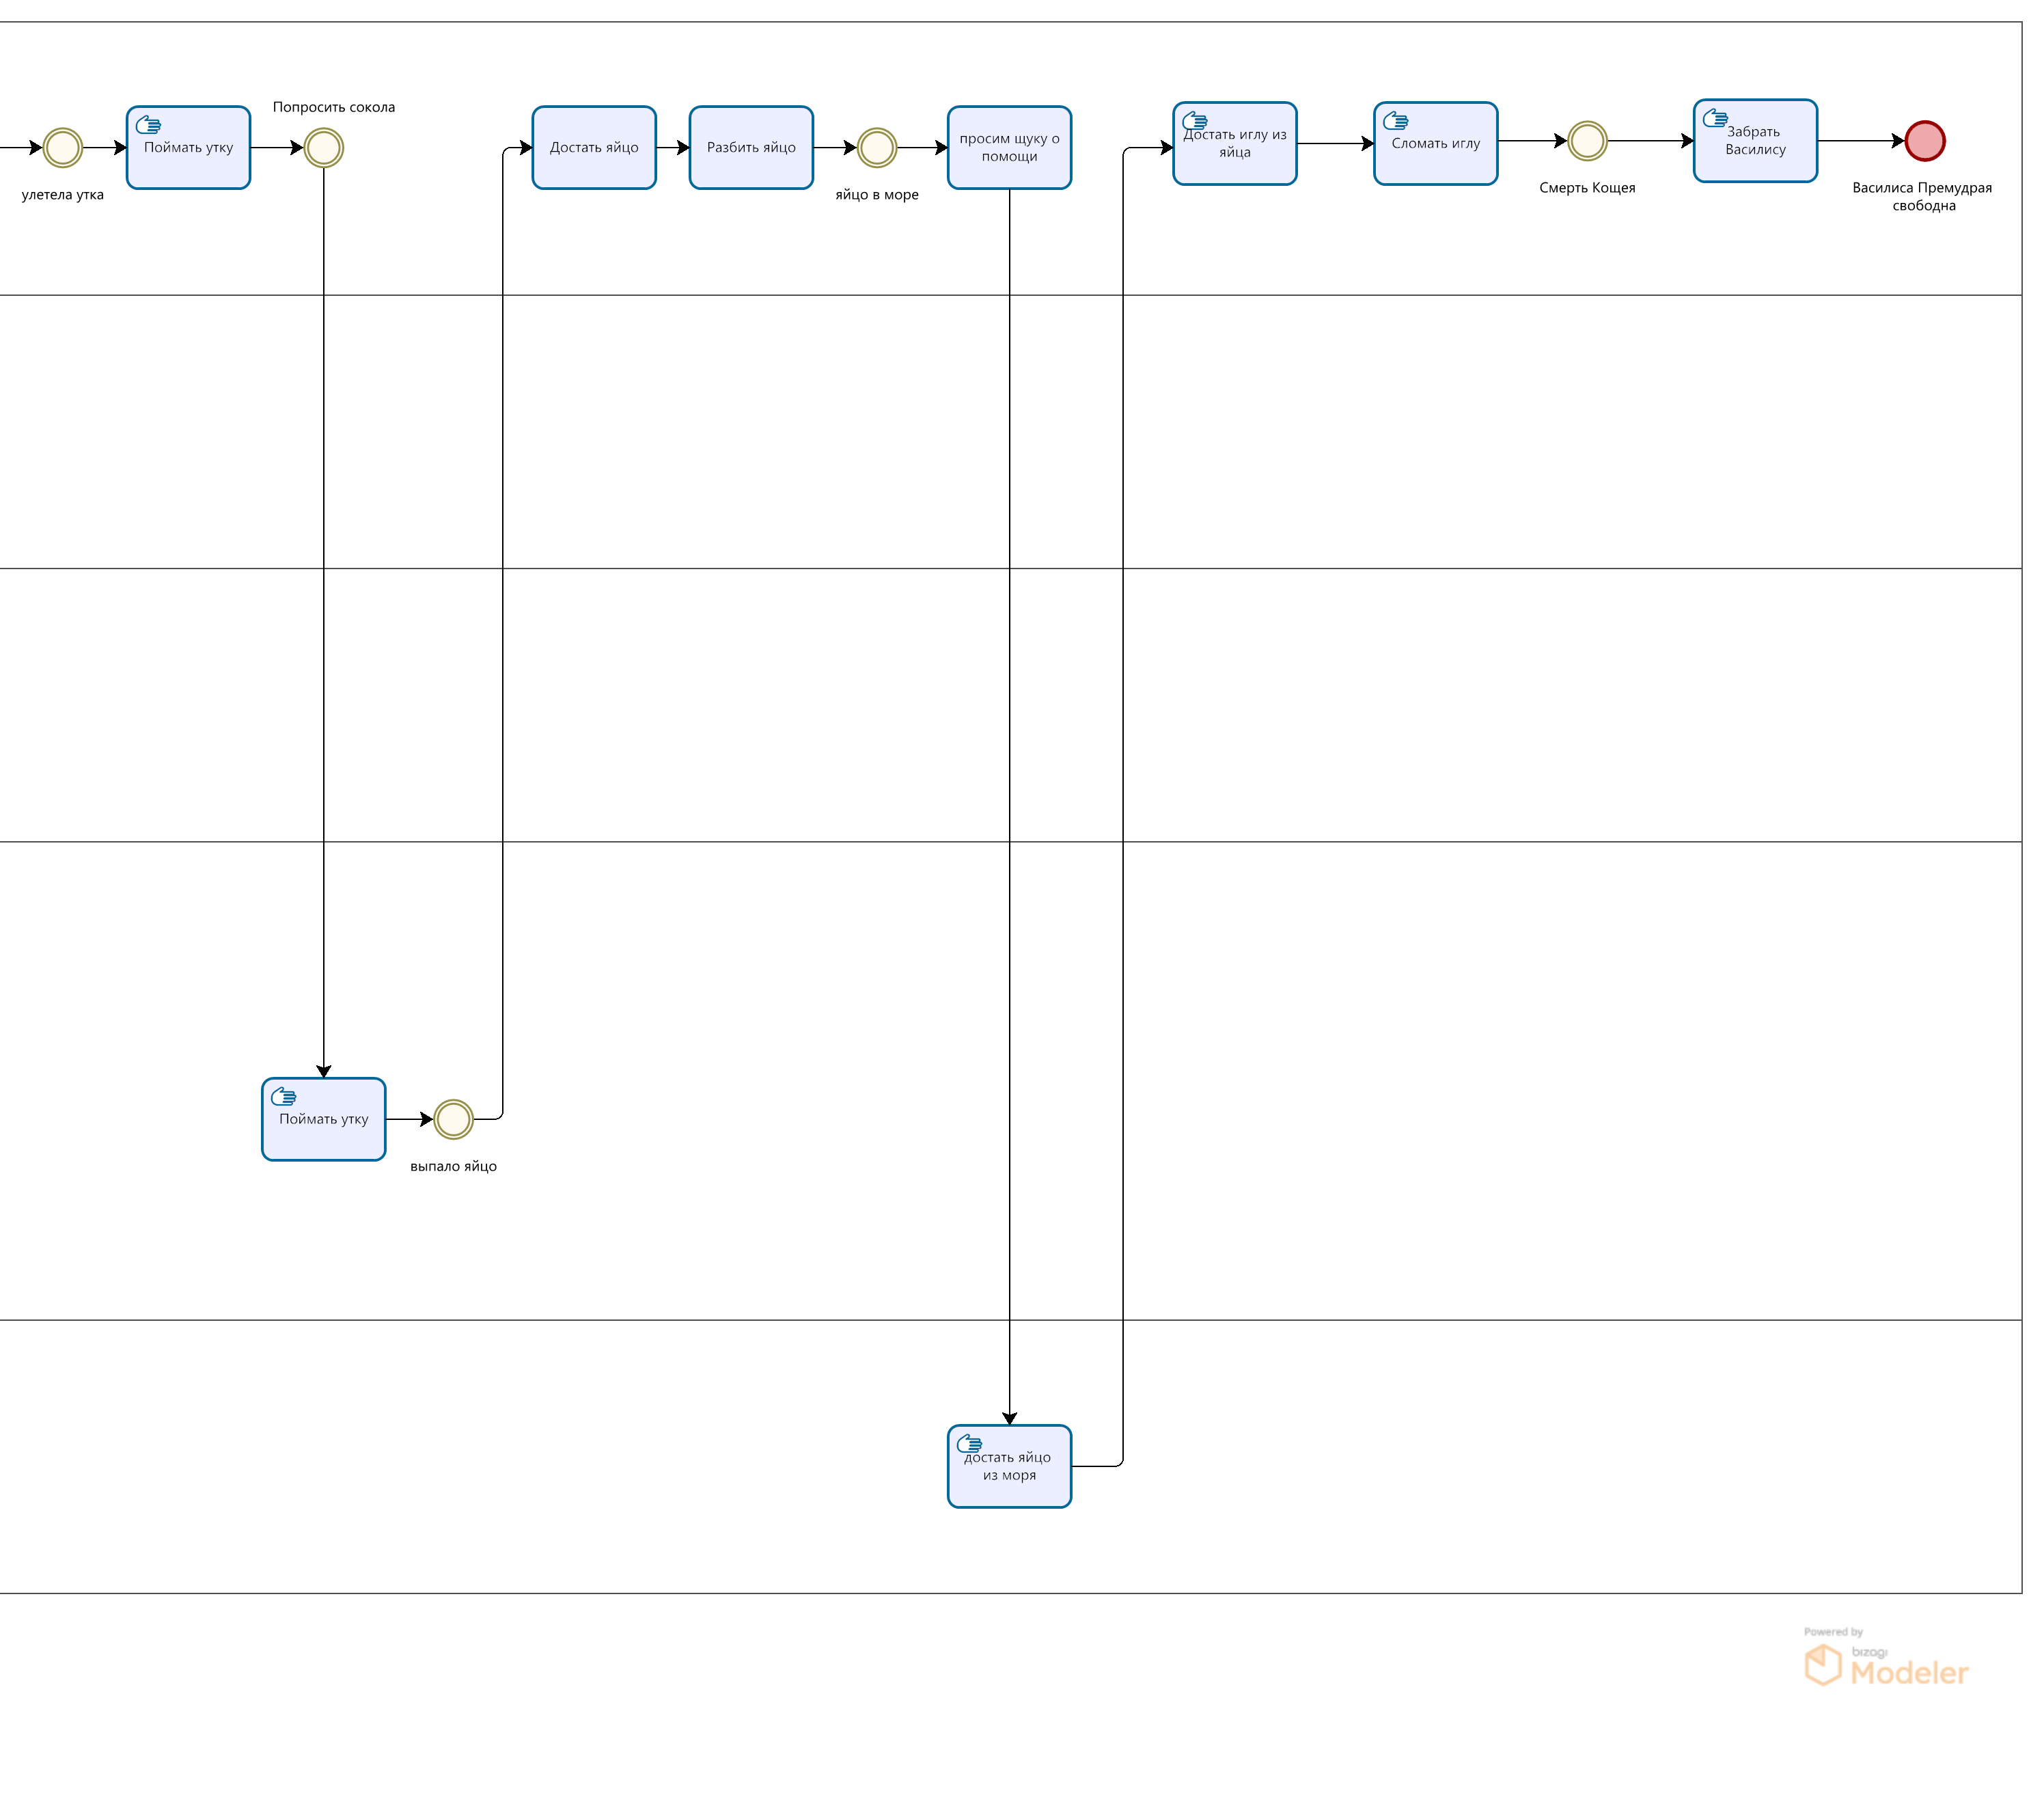 Попросить сокола
Поймать утку
улетела утка
Достать яйцо
Разбить яйцо
яйцо в море
просим щуку о
помощи
Достать иглу из
яйца
Сломать иглу
Смерть Кощея
Забрать
Василису
Василиса Премудрая
свободна
Поймать утку
выпало яйцо
достать яйцо
из моря
Powered by
bizagi
Modeler